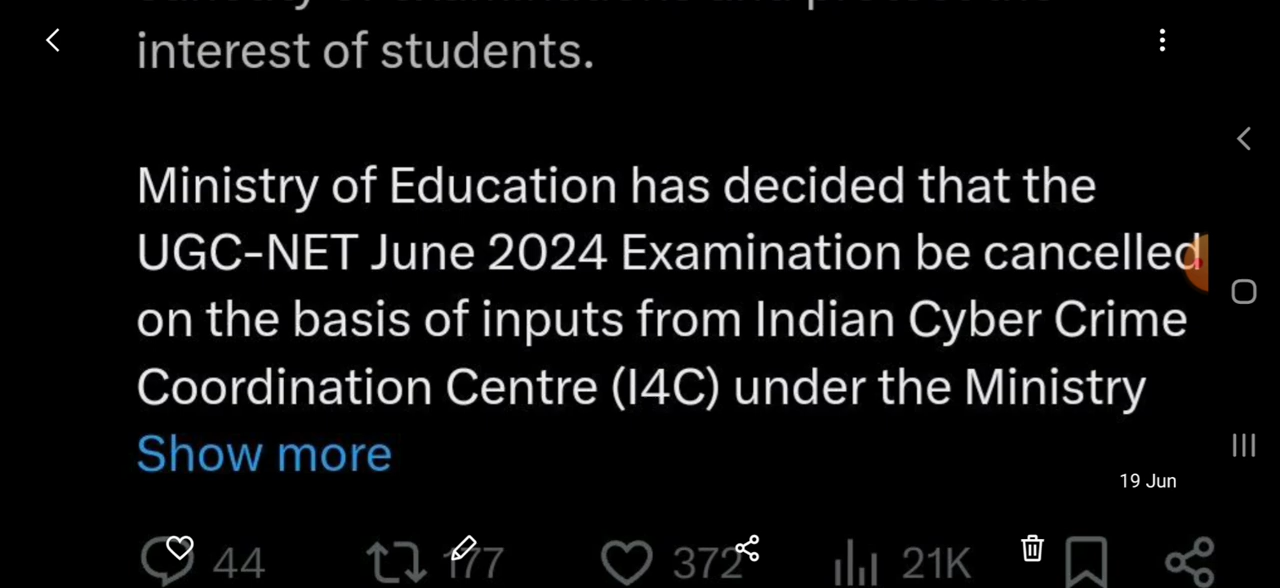 interest of students.
Ministry of Education has decided that the
UGC-NET June 2024 Examination be cancelled
on the basis of inputs from Indian Cyber Crime
Coordination Centre (I4C) under the Ministry
Show more
19 Jun
44 177 372 21K